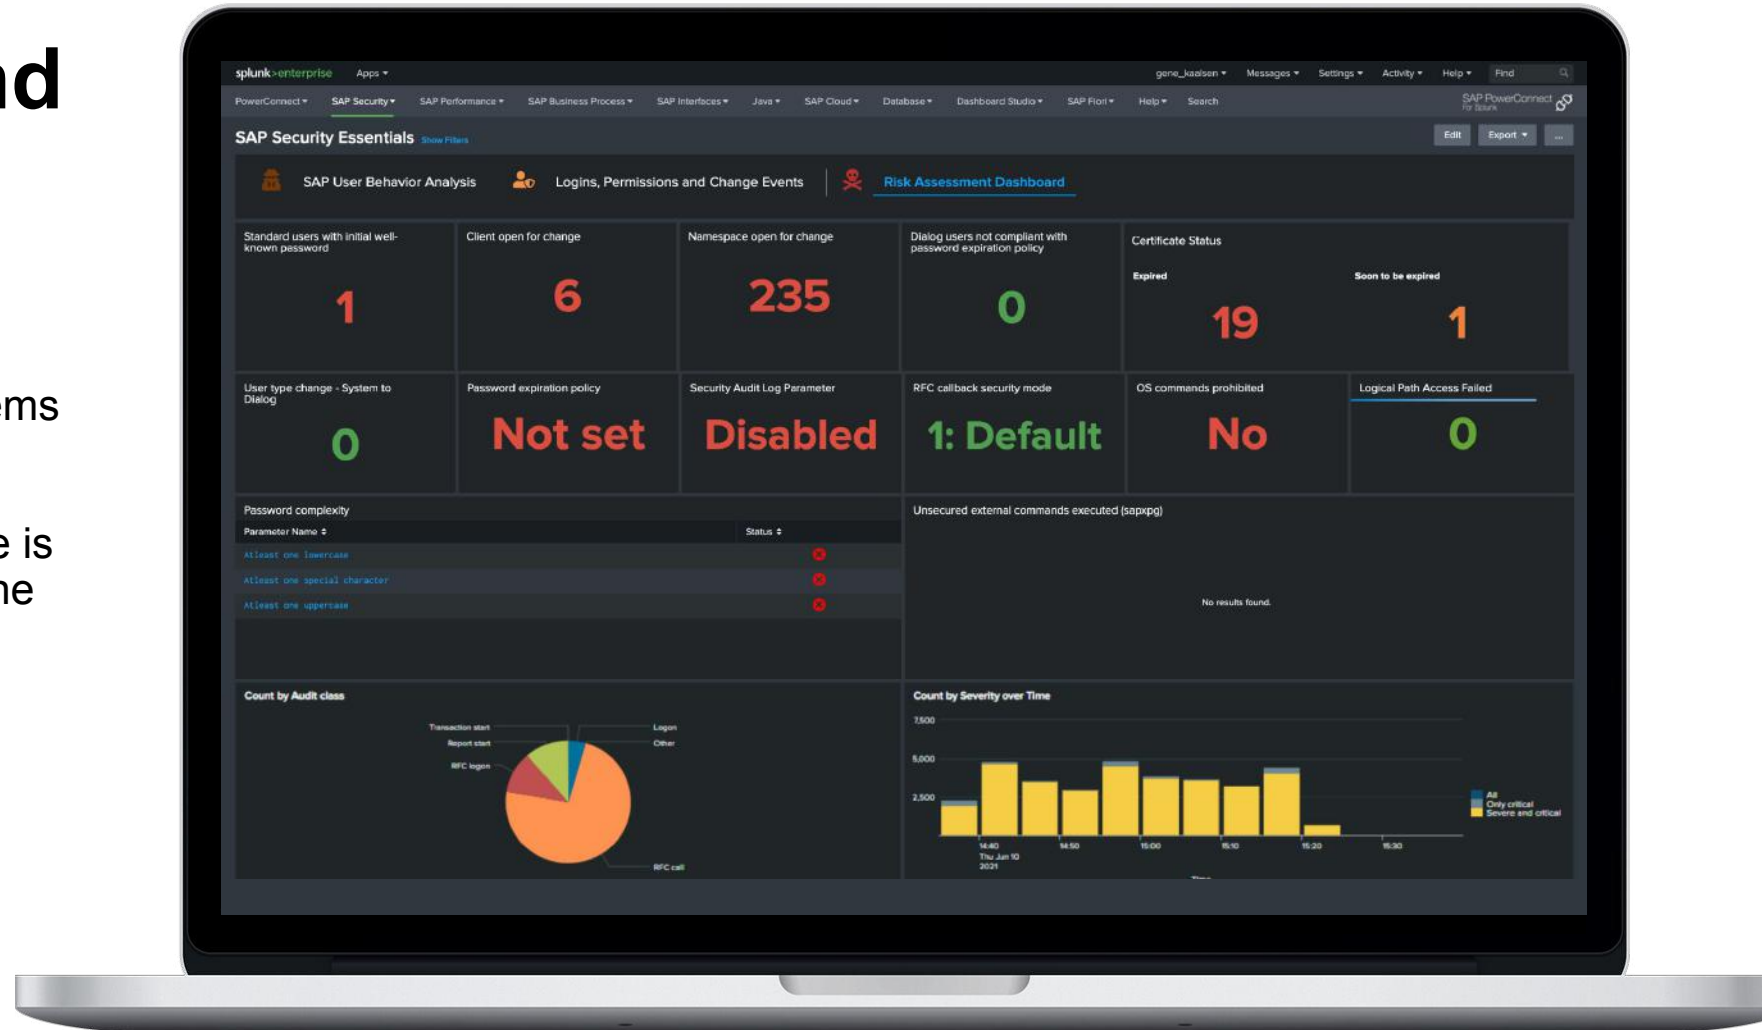 nd
ems
e is
ne
splunk>enterprise Apps
gene_kaalsen Messages Settings Activity Help Find
PowerConnect SAP Security SAP Performance SAP Business Process SAP Interfaces Java SAP Cloud Database Dashboard Studio SAP Fiori Help Search
SAP PowerConnect
For Splunk
SAP Security Essentials Show Filters
Edit Export ...
SAP User Behavior Analysis Logins, Permissions and Change Events Risk Assessment Dashboard
Standard users with initial well-
known password
1
Client open for change
6
Namespace open for change
235
Dialog users not compliant with
password expiration policy
0
Certificate Status
Expired
19
Soon to be expired
1
User type change - System to
Dialog
0
Password expiration policy
Not set
Security Audit Log Parameter
Disabled
RFC callback security mode
1: Default
OS commands prohibited
No
Logical Path Access Failed
0
Password complexity
Parameter Name Status
Atleast one lowercase
Atleast one special character
Atleast one uppercase
Unsecured external commands executed (sapxpg)
No results found.
Count by Audit class
Transaction start
Report start
RFC logon
Logon
Other
RFC call
Count by Severity over Time
7,500
5,000
2,500
14:40 14:50 15:00 15:10 15:20 15:30
Thu Jun 10
2021
Time
All
Only critical
Severe and critical